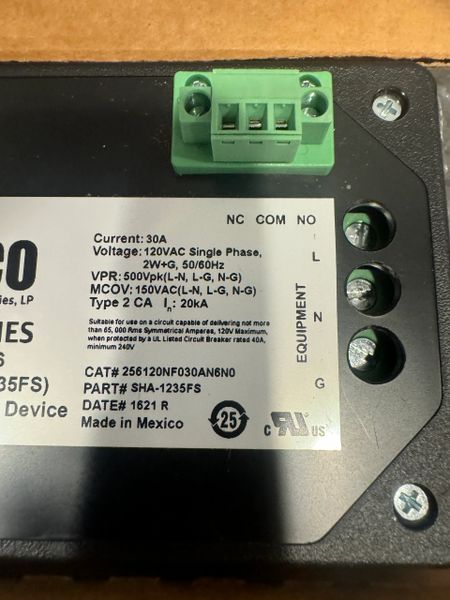 NC COM NO
CO
ies, LP
IES
S
235FS)
Device
Current: 30A
Voltage: 120VAC Single Phase,
2W+G, 50/60Hz
VPR: 500Vpk(L-N, L-G, N-G)
MCOV: 150VAC(L-N, L-G, N-G)
Type 2 CA In: 20kA
Suitable for use on a circuit capable of delivering not more
than 65, 000 Rms Symmetrical Amperes, 120V Maximum,
when protected by a UL Listed Circuit Breaker rated 40A,
minimum 240V
CAT# 256120NF030AN6N0
PART# SHA-1235FS
DATE# 1621 R
Made in Mexico
25
C UL US
EQUIPMENT
L
N
G